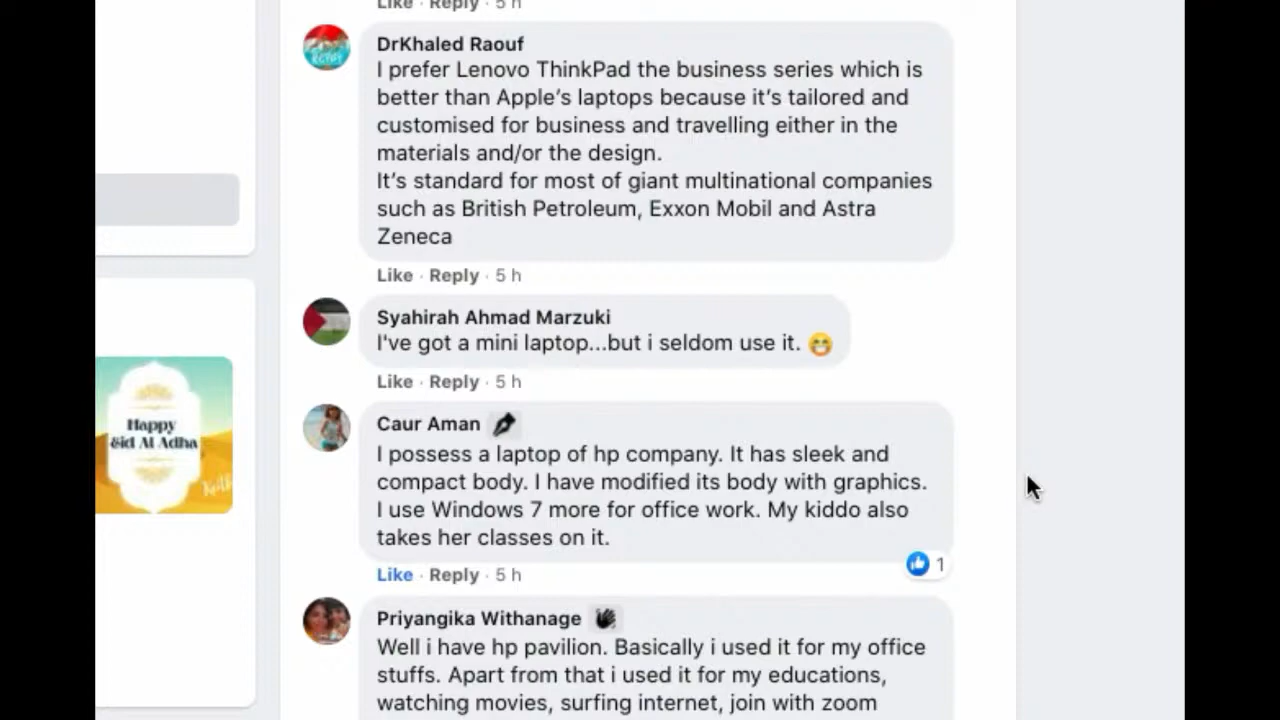 Like · Reply · 5 h
DrKhaled Raouf
I prefer Lenovo ThinkPad the business series which is
better than Apple’s laptops because it’s tailored and
customised for business and travelling either in the
materials and/or the design.
It’s standard for most of giant multinational companies
such as British Petroleum, Exxon Mobil and Astra
Zeneca
Like · Reply · 5 h
Syahirah Ahmad Marzuki
I've got a mini laptop...but i seldom use it. 😁
Like · Reply · 5 h
Happy
Eid Al Adha
Caur Aman
I possess a laptop of hp company. It has sleek and
compact body. I have modified its body with graphics.
I use Windows 7 more for office work. My kiddo also
takes her classes on it.
1
Like · Reply · 5 h
Priyangika Withanage
Well i have hp pavilion. Basically i used it for my office
stuffs. Apart from that i used it for my educations,
watching movies, surfing internet, join with zoom